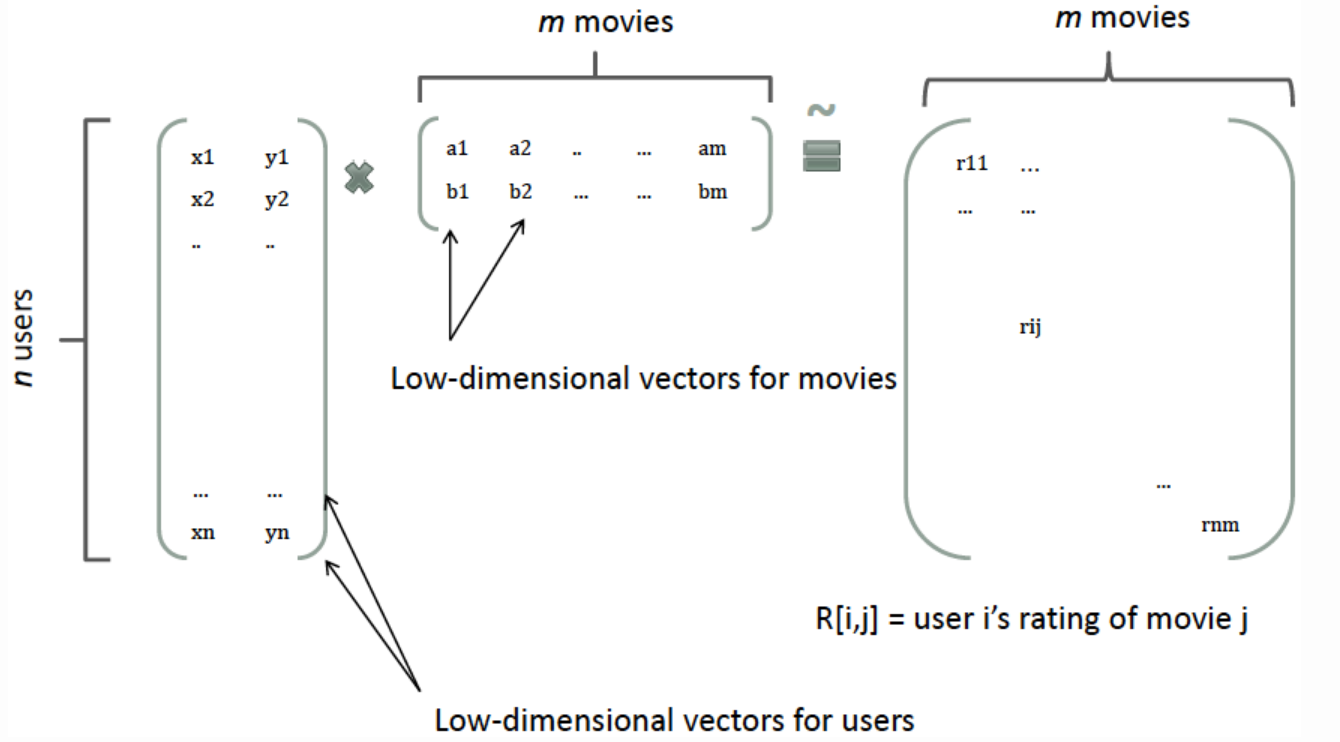 m movies
m movies
n users
x1 y1
x2 y2
.. ..
... ...
xn yn
a1 a2 .. ... am
b1 b2 ... ... bm
~
=
r11 ...
... ...
rij
...
rnm
Low-dimensional vectors for movies
R[i,j] = user i’s rating of movie j
Low-dimensional vectors for users